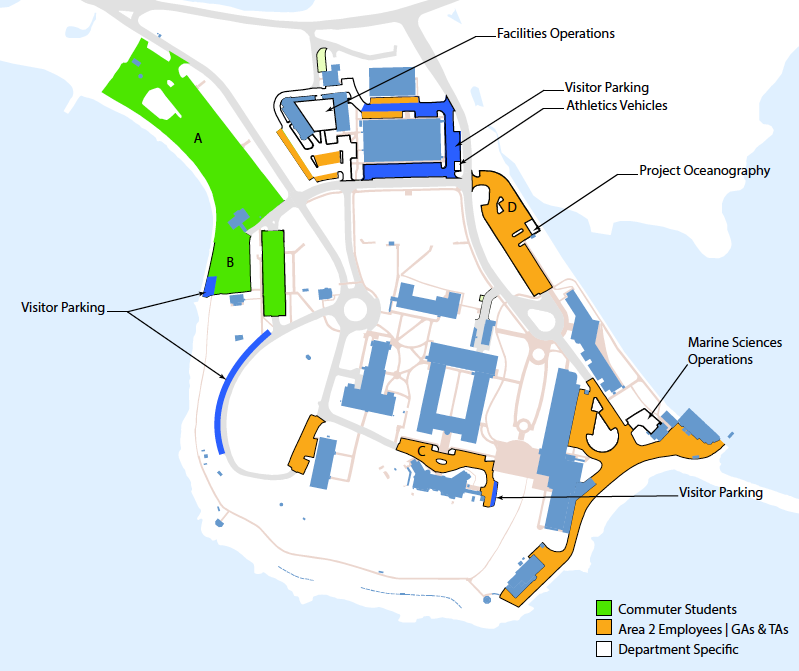 Facilities Operations
Visitor Parking
Athletics Vehicles
A
Project Oceanography
D
B
Visitor Parking
Marine Sciences
Operations
C
Visitor Parking
Commuter Students
Area 2 Employees | GAs & TAs
Department Specific